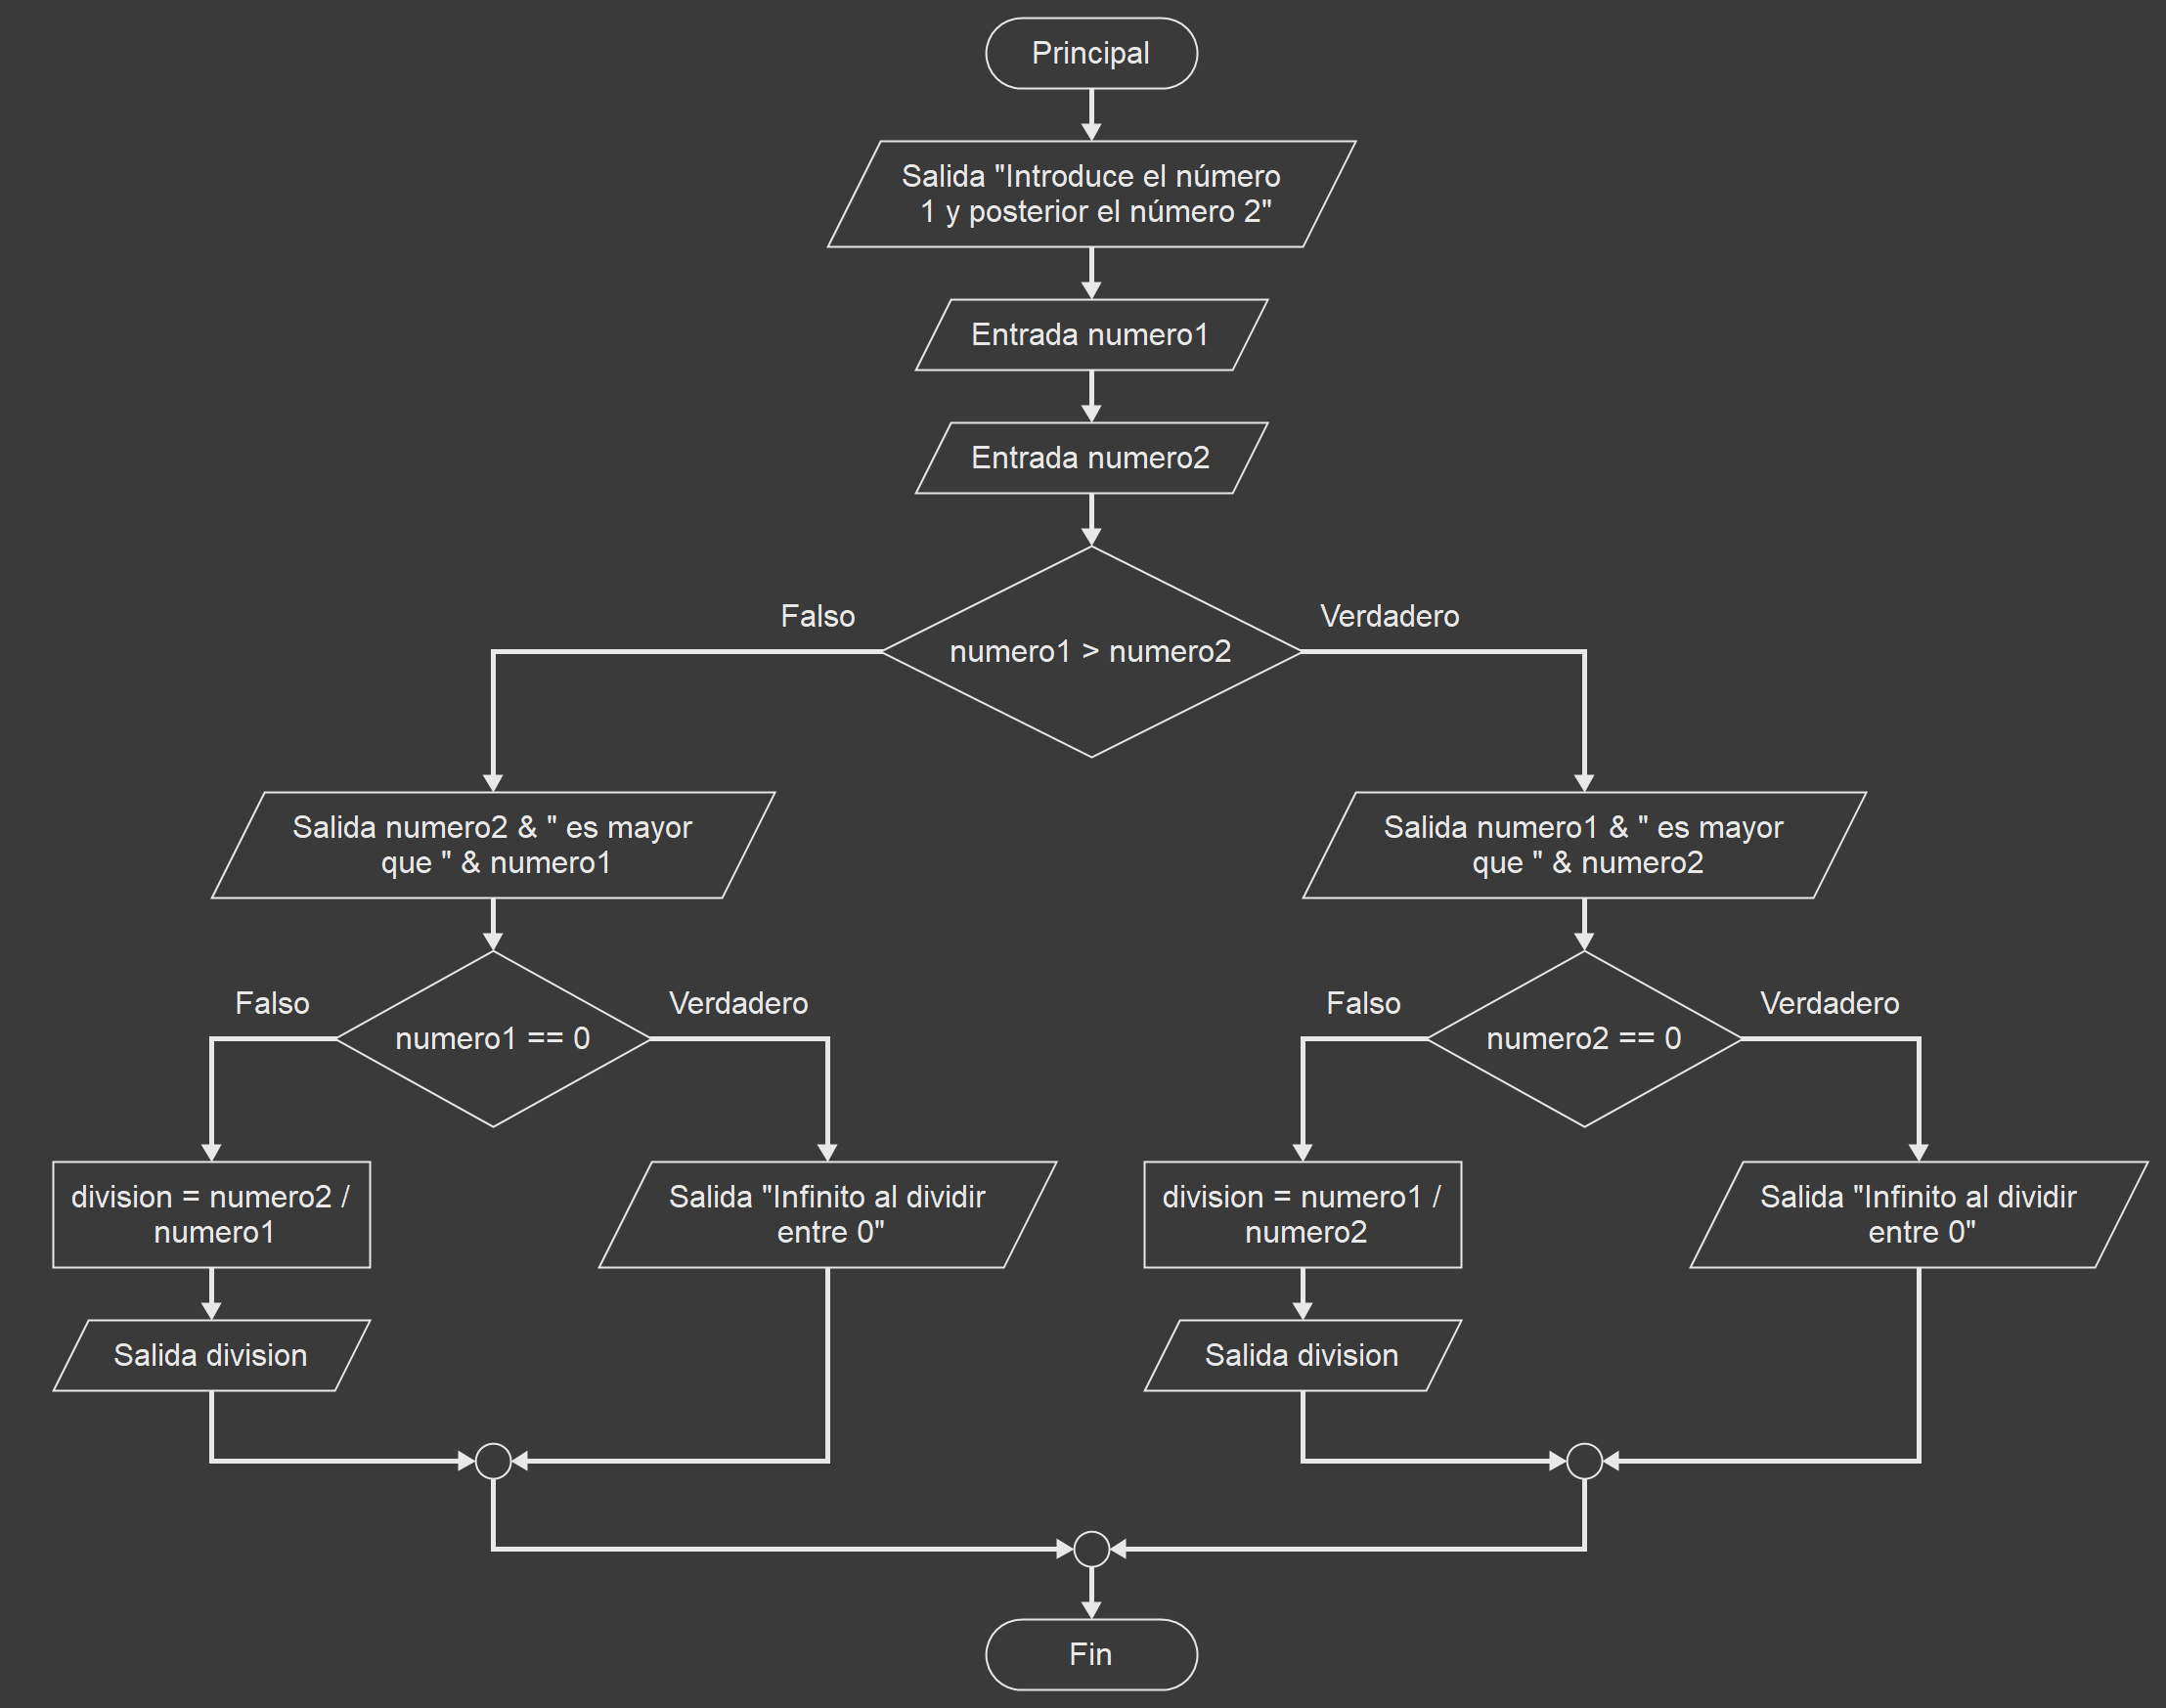 Principal
Salida "Introduce el número
1 y posterior el número 2"
Entrada numero1
Entrada numero2
numero1 > numero2
Falso
Verdadero
Salida numero2 & " es mayor
que " & numero1
Salida numero1 & " es mayor
que " & numero2
Falso
numero1 == 0
Verdadero
Falso
numero2 == 0
Verdadero
division = numero2 /
numero1
Salida "Infinito al dividir
entre 0"
division = numero1 /
numero2
Salida "Infinito al dividir
entre 0"
Salida division
Salida division
Fin